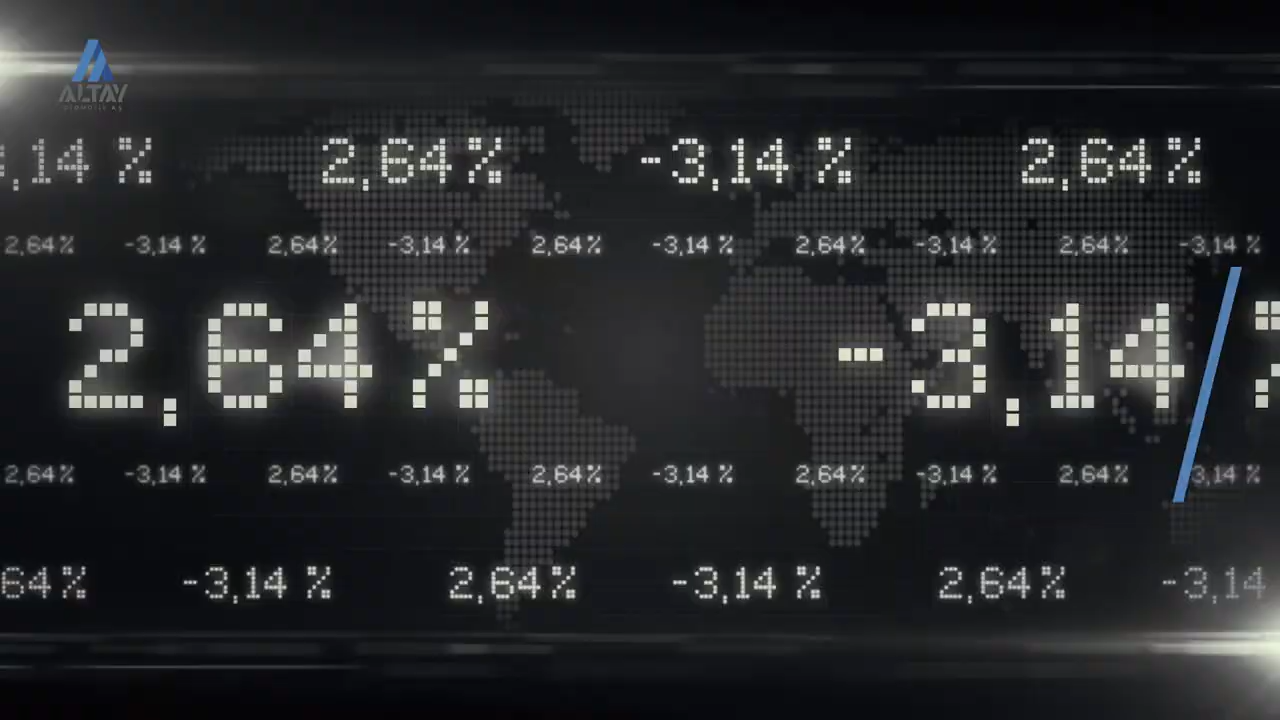 ALTAY
,14 % 2,64% -3,14 % 2,64%
2,64% -3,14 % 2,64% -3,14 % 2,64% -3,14 % 2,64% -3,14 % 2,64% -3,14 %
2,64 % -3,14
2,64% -3,14 % 2,64% -3,14 % 2,64% -3,14 % 2,64% -3,14 % 2,64% 3,14 %
64% -3,14 % 2,64% -3,14 % 2,64% -3,14